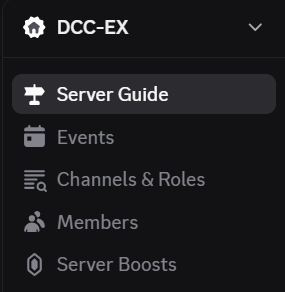 DCC-EX
Server Guide
Events
Channels & Roles
Members
Server Boosts